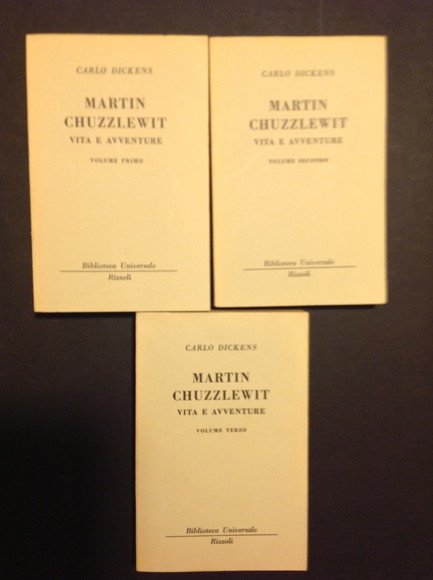 CARLO DICKENS
MARTIN
CHUZZLEWIT
VITA E AVVENTURE
VOLUME PRIMO
Biblioteca Universale
Rizzoli
CARLO DICKENS
MARTIN
CHUZZLEWIT
VITA E AVVENTURE
VOLUME SECONDO
Biblioteca Universale
Rizzoli
CARLO DICKENS
MARTIN
CHUZZLEWIT
VITA E AVVENTURE
VOLUME TERZO
Biblioteca Universale
Rizzoli